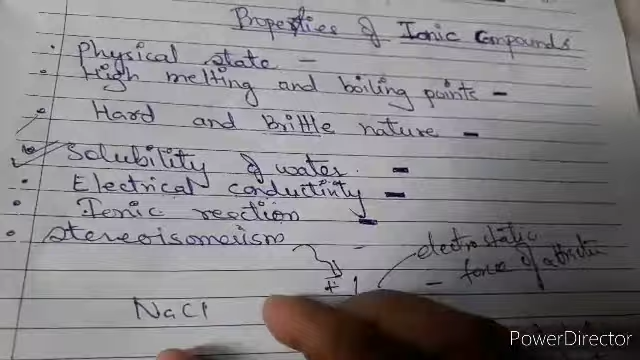 Properties of Ionic Compounds
• Physical state -
• High melting and boiling points -
• Hard and Brittle nature -
• Solubility of water. -
• Electrical conductivity -
• Ionic reaction -
• Stereoisomerism -
electrostatic
- force of attraction
+
NaCl
PowerDirector